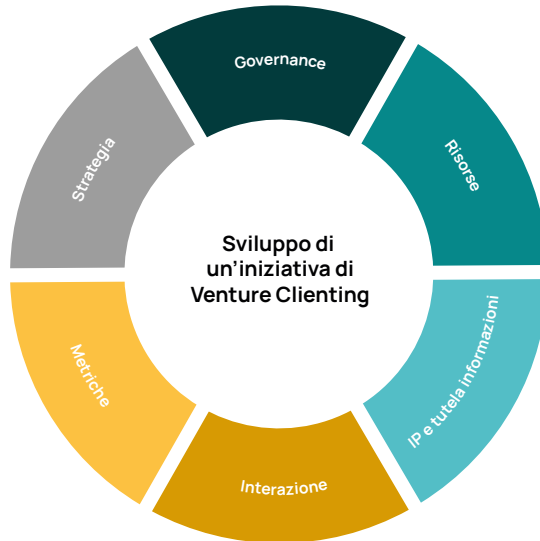 Governance
Risorse
IP e tutela informazioni
Interazione
Metriche
Strategia
Sviluppo di
un'iniziativa di
Venture Clienting